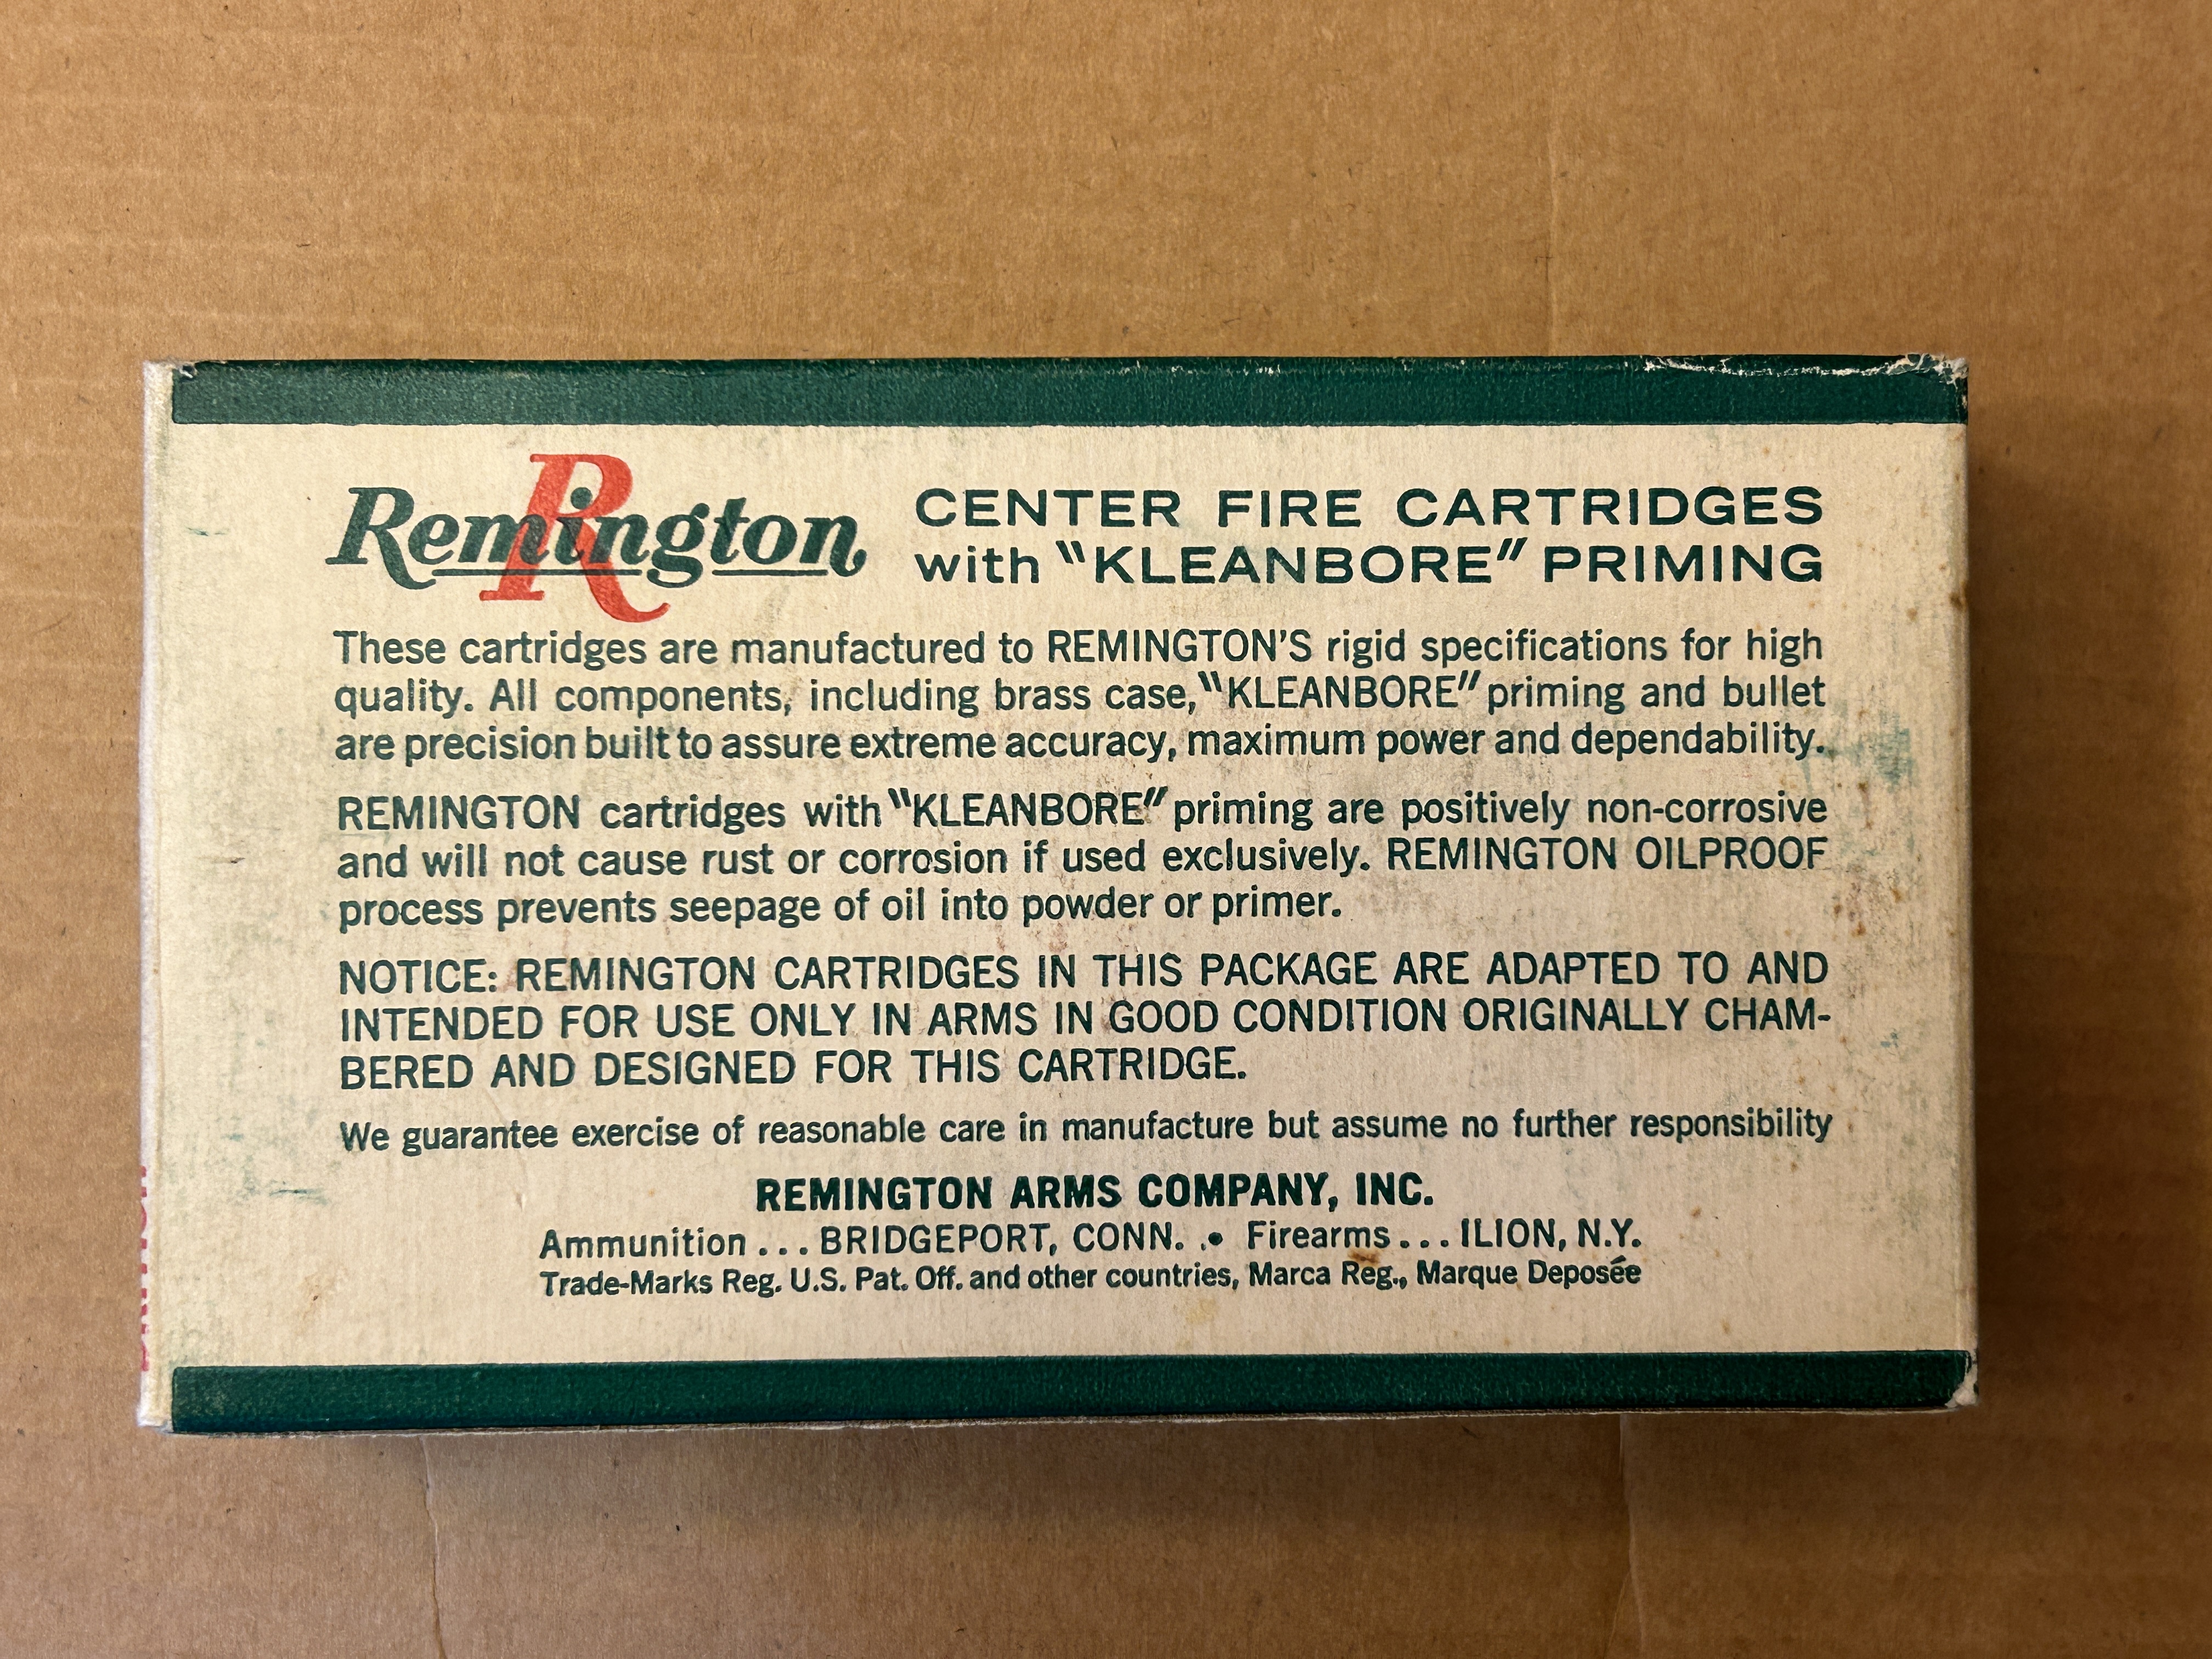 Remington
R
CENTER FIRE CARTRIDGES
with "KLEANBORE" PRIMING
These cartridges are manufactured to REMINGTON'S rigid specifications for high
quality. All components, including brass case, "KLEANBORE" priming and bullet
are precision built to assure extreme accuracy, maximum power and dependability.
REMINGTON cartridges with "KLEANBORE" priming are positively non-corrosive
and will not cause rust or corrosion if used exclusively. REMINGTON OILPROOF
process prevents seepage of oil into powder or primer.
NOTICE: REMINGTON CARTRIDGES IN THIS PACKAGE ARE ADAPTED TO AND
INTENDED FOR USE ONLY IN ARMS IN GOOD CONDITION ORIGINALLY CHAM-
BERED AND DESIGNED FOR THIS CARTRIDGE.
We guarantee exercise of reasonable care in manufacture but assume no further responsibility
REMINGTON ARMS COMPANY, INC.
Ammunition . . . BRIDGEPORT, CONN. . • Firearms . . . ILION, N.Y.
Trade-Marks Reg. U.S. Pat. Off. and other countries, Marca Reg., Marque Deposée